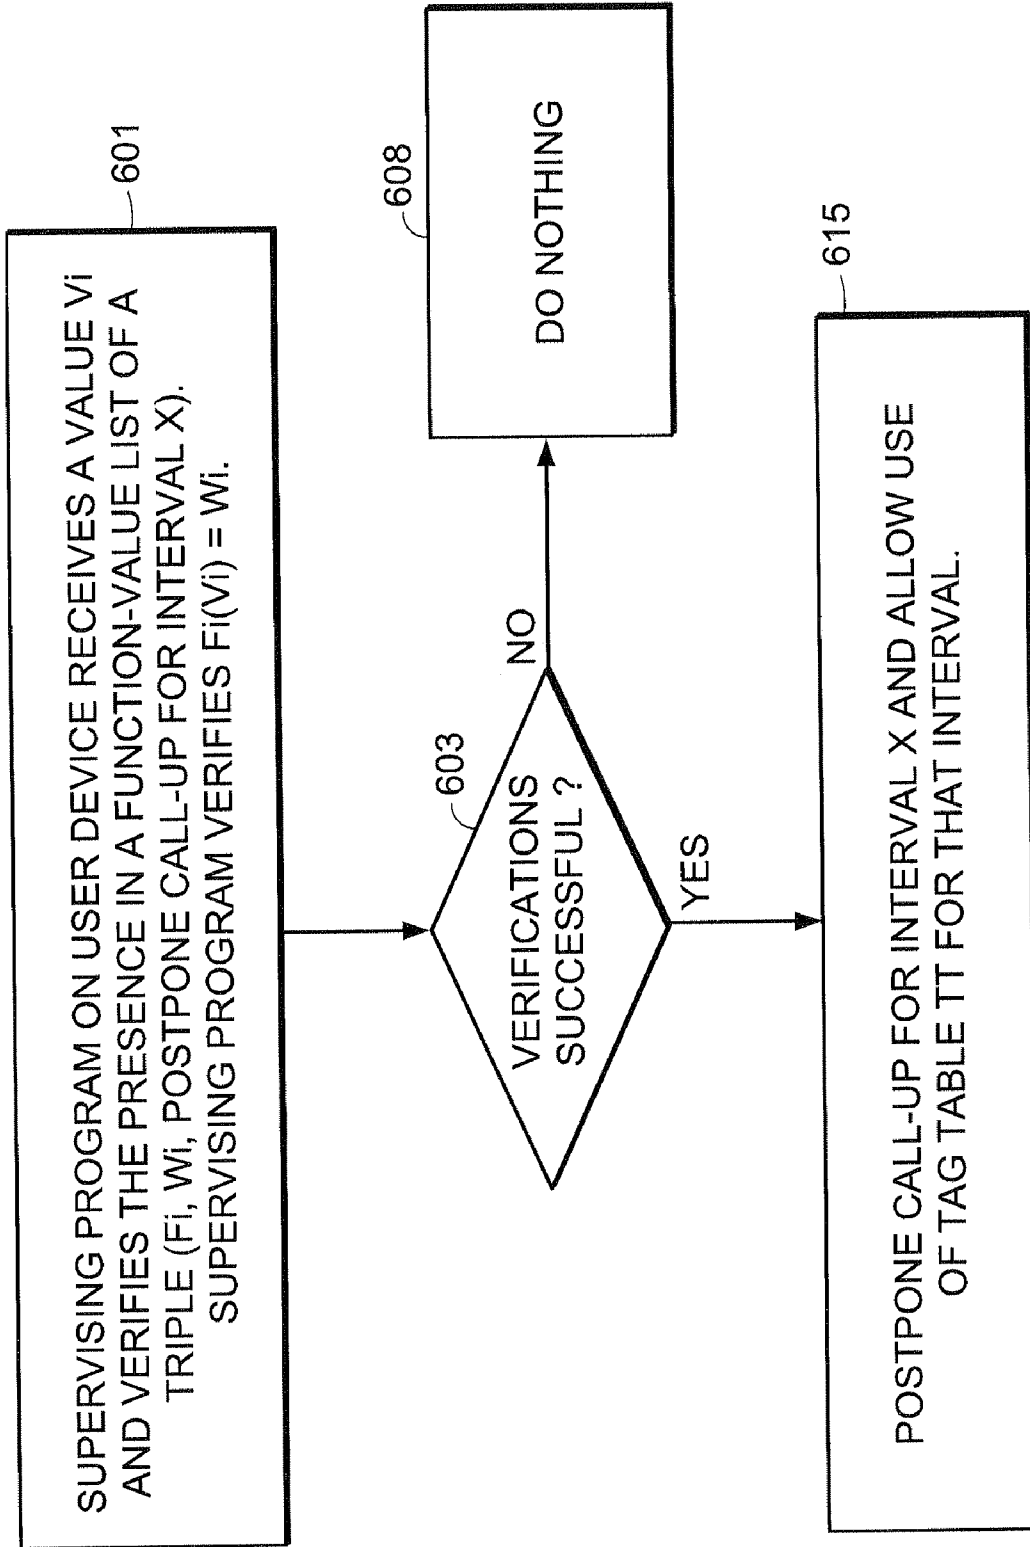 601
SUPERVISING PROGRAM ON USER DEVICE RECEIVES A VALUE Vi
AND VERIFIES THE PRESENCE IN A FUNCTION-VALUE LIST OF A
TRIPLE (Fi, Wi, POSTPONE CALL-UP FOR INTERVAL X).
SUPERVISING PROGRAM VERIFIES Fi(Vi) = Wi.
603
VERIFICATIONS
SUCCESSFUL ?
NO
608
DO NOTHING
YES
615
POSTPONE CALL-UP FOR INTERVAL X AND ALLOW USE
OF TAG TABLE TT FOR THAT INTERVAL.